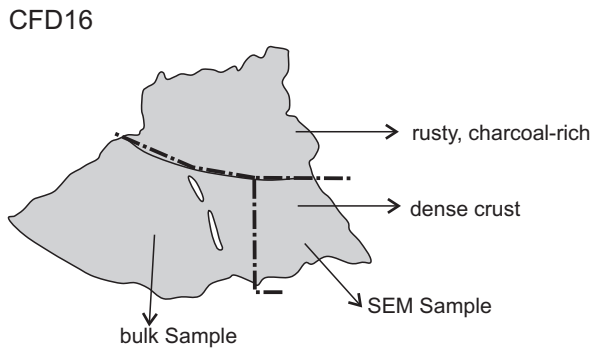 CFD16
rusty, charcoal-rich
dense crust
SEM Sample
bulk Sample